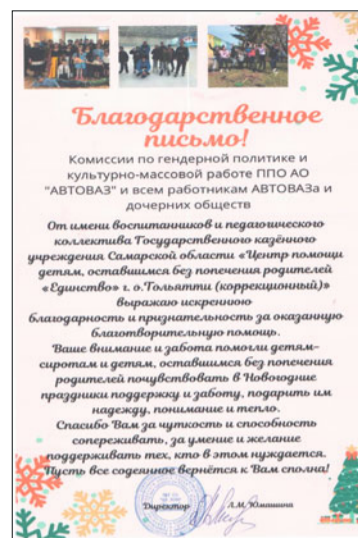 Благодарственное
письмо!
Комиссии по гендерной политике и
культурно-массовой работе ППО АО
"АВТОВАЗ" и всем работникам АВТОВАЗа и
дочерних обществ
От имени воспитанников и педагогического
коллектива Государственного казённого
учреждения Самарской области «Центр помощи
детям, оставшимся без попечения родителей
«Единство» г. о.Тольятти (коррекционный)»
выражаю искреннюю
благодарность и признательность за оказанную
благотворительную помощь.
Ваше внимание и забота помогли детям-
сиротам и детям, оставшимся без попечения
родителей почувствовать в Новогодние
праздники поддержку и заботу, подарить им
надежду, понимание и тепло.
Спасибо Вам за чуткость и способность
сопереживать, за умение и желание
поддерживать тех, кто в этом нуждается.
Пусть все содеянное вернётся к Вам сполна!
Директор Л.М. Юмашина